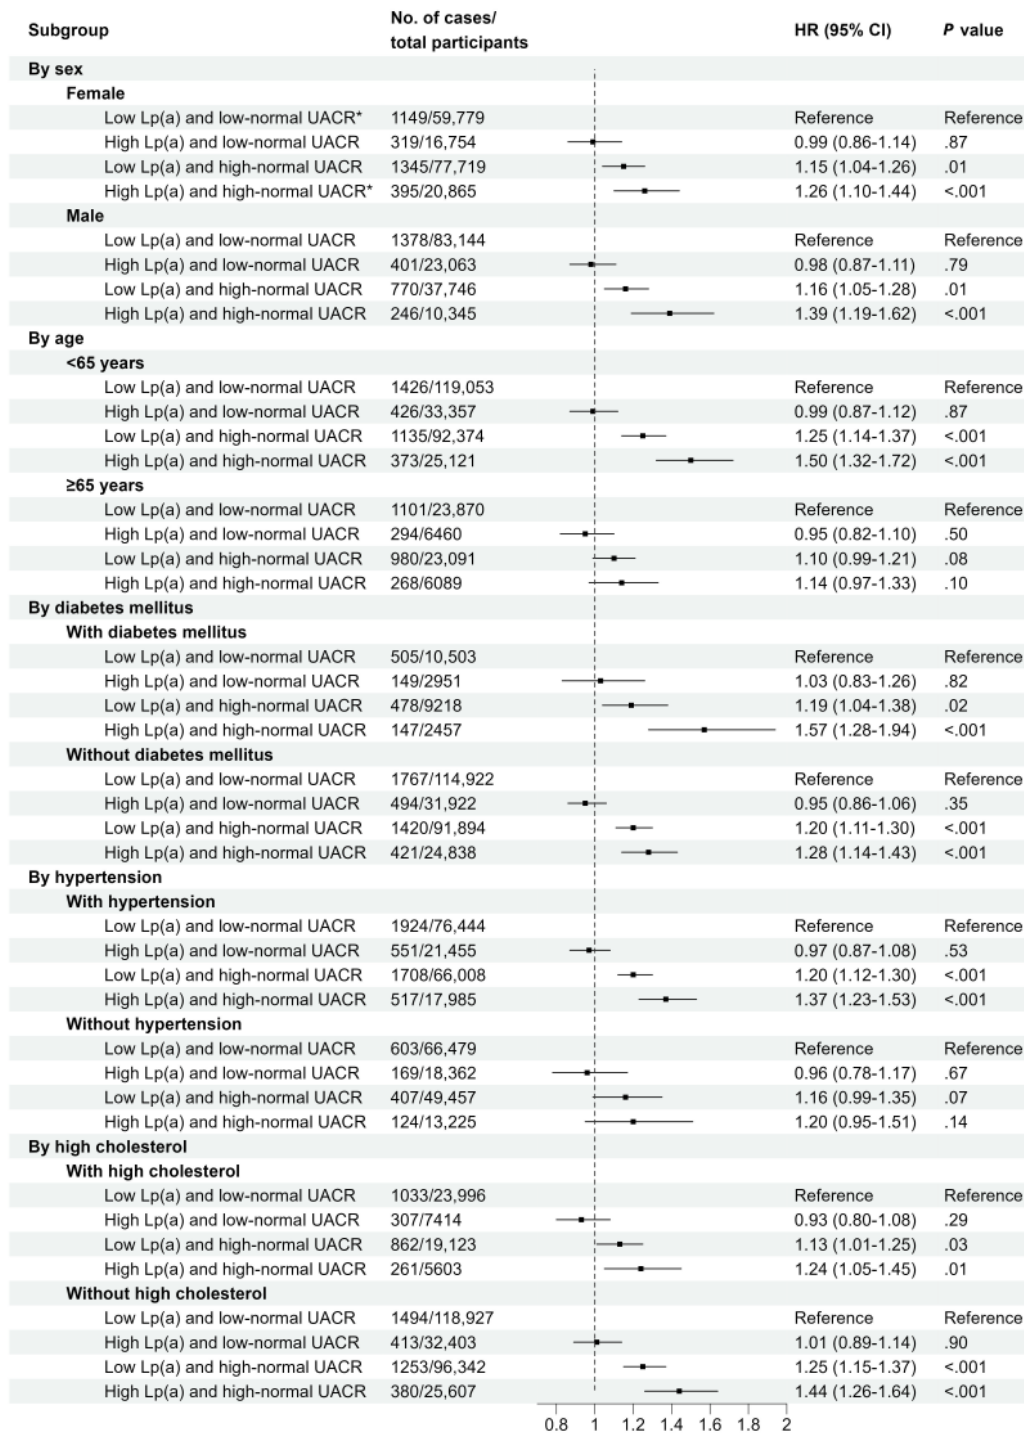 Subgroup No. of cases/ total participants HR (95% CI) P value
By sex
Female
Low Lp(a) and low-normal UACR* 1149/59,779 Reference Reference
High Lp(a) and low-normal UACR 319/16,754 0.99 (0.86-1.14) .87
Low Lp(a) and high-normal UACR 1345/77,719 1.15 (1.04-1.26) .01
High Lp(a) and high-normal UACR* 395/20,865 1.26 (1.10-1.44) <.001
Male
Low Lp(a) and low-normal UACR 1378/83,144 Reference Reference
High Lp(a) and low-normal UACR 401/23,063 0.98 (0.87-1.11) .79
Low Lp(a) and high-normal UACR 770/37,746 1.16 (1.05-1.28) .01
High Lp(a) and high-normal UACR 246/10,345 1.39 (1.19-1.62) <.001
By age
<65 years
Low Lp(a) and low-normal UACR 1426/119,053 Reference Reference
High Lp(a) and low-normal UACR 426/33,357 0.99 (0.87-1.12) .87
Low Lp(a) and high-normal UACR 1135/92,374 1.25 (1.14-1.37) <.001
High Lp(a) and high-normal UACR 373/25,121 1.50 (1.32-1.72) <.001
≥65 years
Low Lp(a) and low-normal UACR 1101/23,870 Reference Reference
High Lp(a) and low-normal UACR 294/6460 0.95 (0.82-1.10) .50
Low Lp(a) and high-normal UACR 980/23,091 1.10 (0.99-1.21) .08
High Lp(a) and high-normal UACR 268/6089 1.14 (0.97-1.33) .10
By diabetes mellitus
With diabetes mellitus
Low Lp(a) and low-normal UACR 505/10,503 Reference Reference
High Lp(a) and low-normal UACR 149/2951 1.03 (0.83-1.26) .82
Low Lp(a) and high-normal UACR 478/9218 1.19 (1.04-1.38) .02
High Lp(a) and high-normal UACR 147/2457 1.57 (1.28-1.94) <.001
Without diabetes mellitus
Low Lp(a) and low-normal UACR 1767/114,922 Reference Reference
High Lp(a) and low-normal UACR 494/31,922 0.95 (0.86-1.06) .35
Low Lp(a) and high-normal UACR 1420/91,894 1.20 (1.11-1.30) <.001
High Lp(a) and high-normal UACR 421/24,838 1.28 (1.14-1.43) <.001
By hypertension
With hypertension
Low Lp(a) and low-normal UACR 1924/76,444 Reference Reference
High Lp(a) and low-normal UACR 551/21,455 0.97 (0.87-1.08) .53
Low Lp(a) and high-normal UACR 1708/66,008 1.20 (1.12-1.30) <.001
High Lp(a) and high-normal UACR 517/17,985 1.37 (1.23-1.53) <.001
Without hypertension
Low Lp(a) and low-normal UACR 603/66,479 Reference Reference
High Lp(a) and low-normal UACR 169/18,362 0.96 (0.78-1.17) .67
Low Lp(a) and high-normal UACR 407/49,457 1.16 (0.99-1.35) .07
High Lp(a) and high-normal UACR 124/13,225 1.20 (0.95-1.51) .14
By high cholesterol
With high cholesterol
Low Lp(a) and low-normal UACR 1033/23,996 Reference Reference
High Lp(a) and low-normal UACR 307/7414 0.93 (0.80-1.08) .29
Low Lp(a) and high-normal UACR 862/19,123 1.13 (1.01-1.25) .03
High Lp(a) and high-normal UACR 261/5603 1.24 (1.05-1.45) .01
Without high cholesterol
Low Lp(a) and low-normal UACR 1494/118,927 Reference Reference
High Lp(a) and low-normal UACR 413/32,403 1.01 (0.89-1.14) .90
Low Lp(a) and high-normal UACR 1253/96,342 1.25 (1.15-1.37) <.001
High Lp(a) and high-normal UACR 380/25,607 1.44 (1.26-1.64) <.001
0.8 1 1.2 1.4 1.6 1.8 2